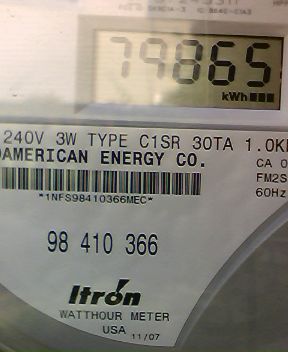 79865
kWh
240V 3W TYPE C1SR 30TA 1.0K
AMERICAN ENERGY CO.
CA 0
FM2S
60Hz
*1NFS98410366MEC*
98 410 366
Itron
WATTHOUR METER
USA 11/07